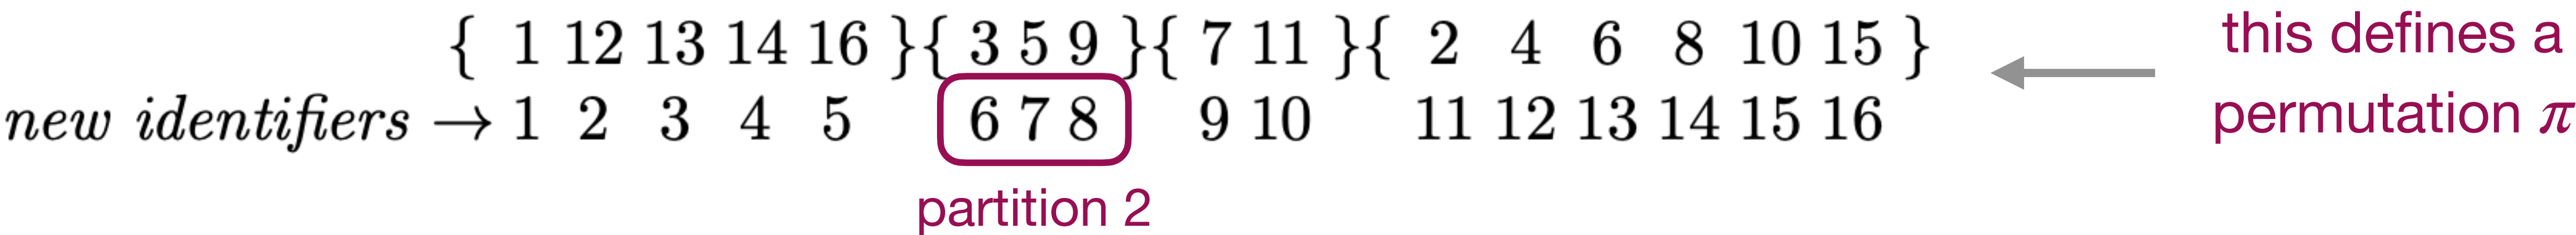 { 1 12 13 14 16 }{ 3 5 9 }{ 7 11 }{ 2 4 6 8 10 15 }
new identifiers → 1 2 3 4 5 6 7 8 9 10 11 12 13 14 15 16
partition 2
this defines a
permutation π